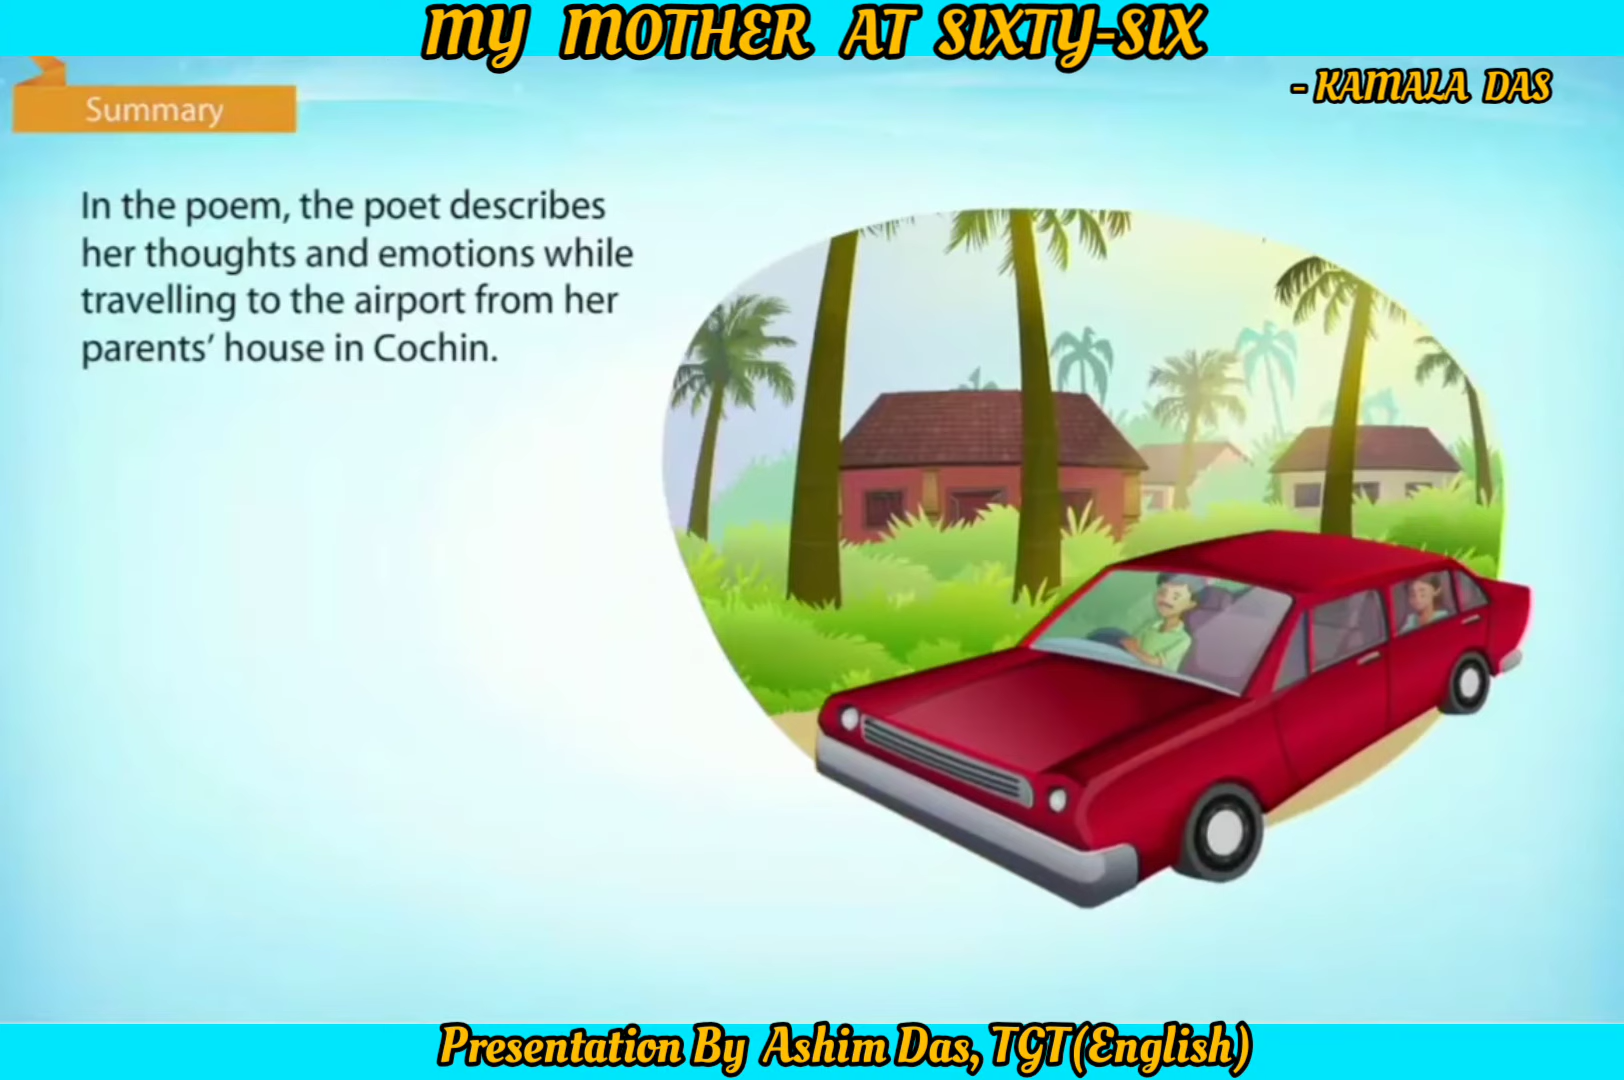 MY MOTHER AT SIXTY-SIX
- KAMALA DAS
Summary
In the poem, the poet describes
her thoughts and emotions while
travelling to the airport from her
parents’ house in Cochin.
Presentation By Ashim Das, TGT(English)